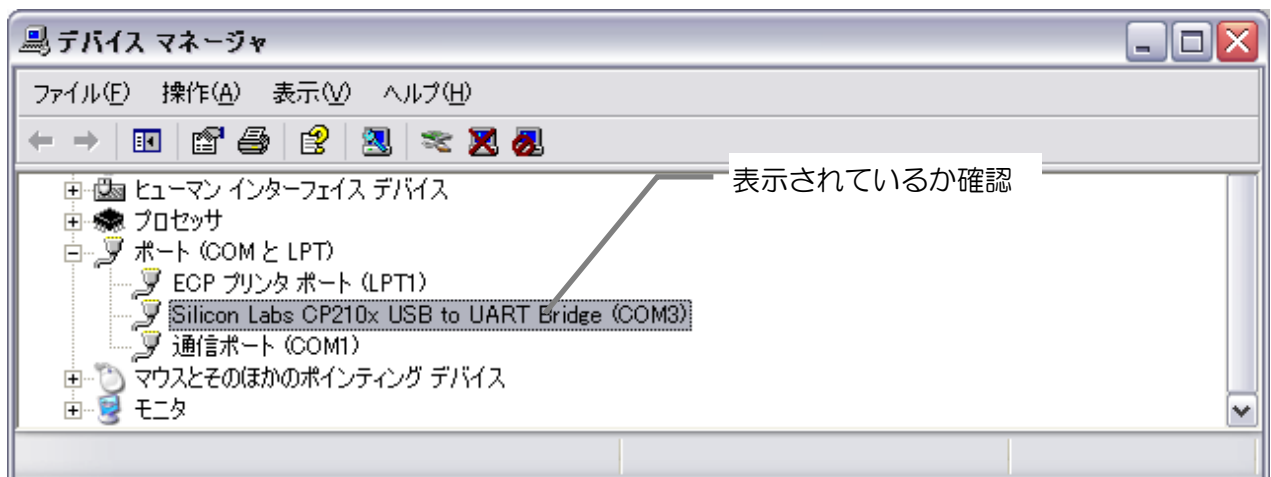 デバイス マネージャ
ファイル(F) 操作(A) 表示(V) ヘルプ(H)
表示されているか確認
ヒューマン インターフェイス デバイス
プロセッサ
ポート (COM と LPT)
ECP プリンタ ポート (LPT1)
Silicon Labs CP210x USB to UART Bridge (COM3)
通信ポート (COM1)
マウスとそのほかのポインティング デバイス
モニタ